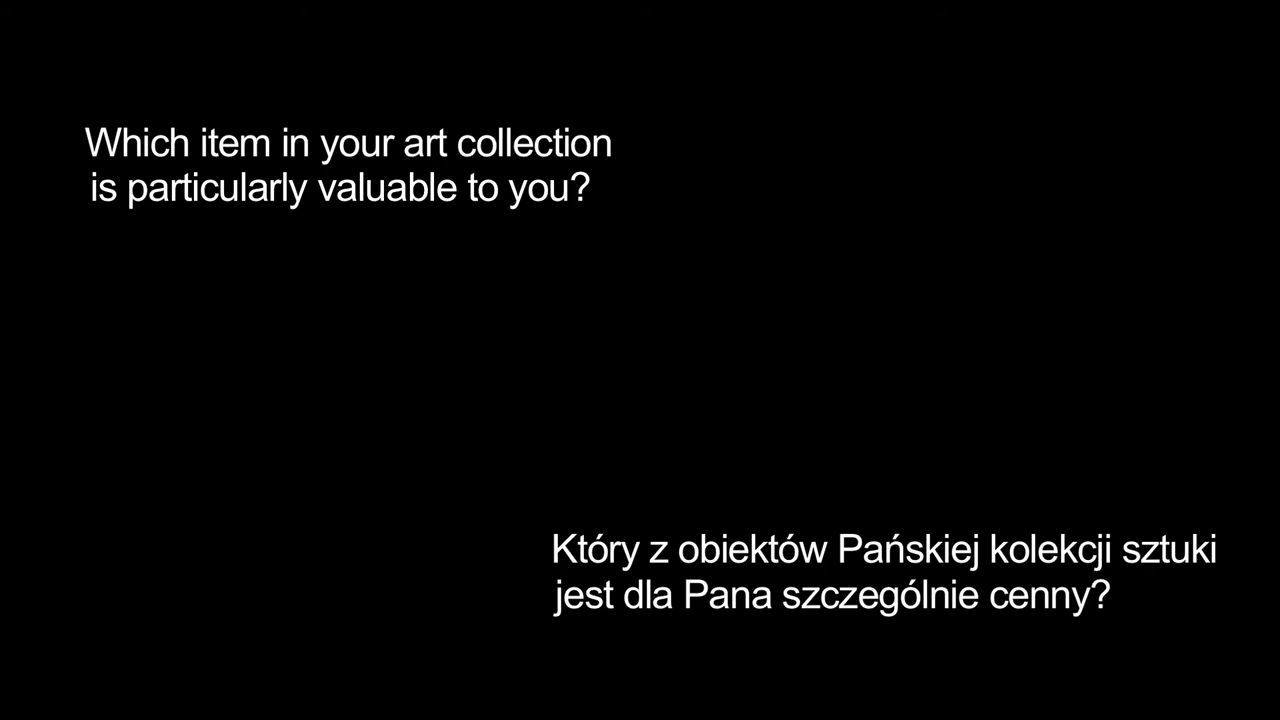 Which item in your art collection
is particularly valuable to you?
Który z obiektów Pańskiej kolekcji sztuki
jest dla Pana szczególnie cenny?